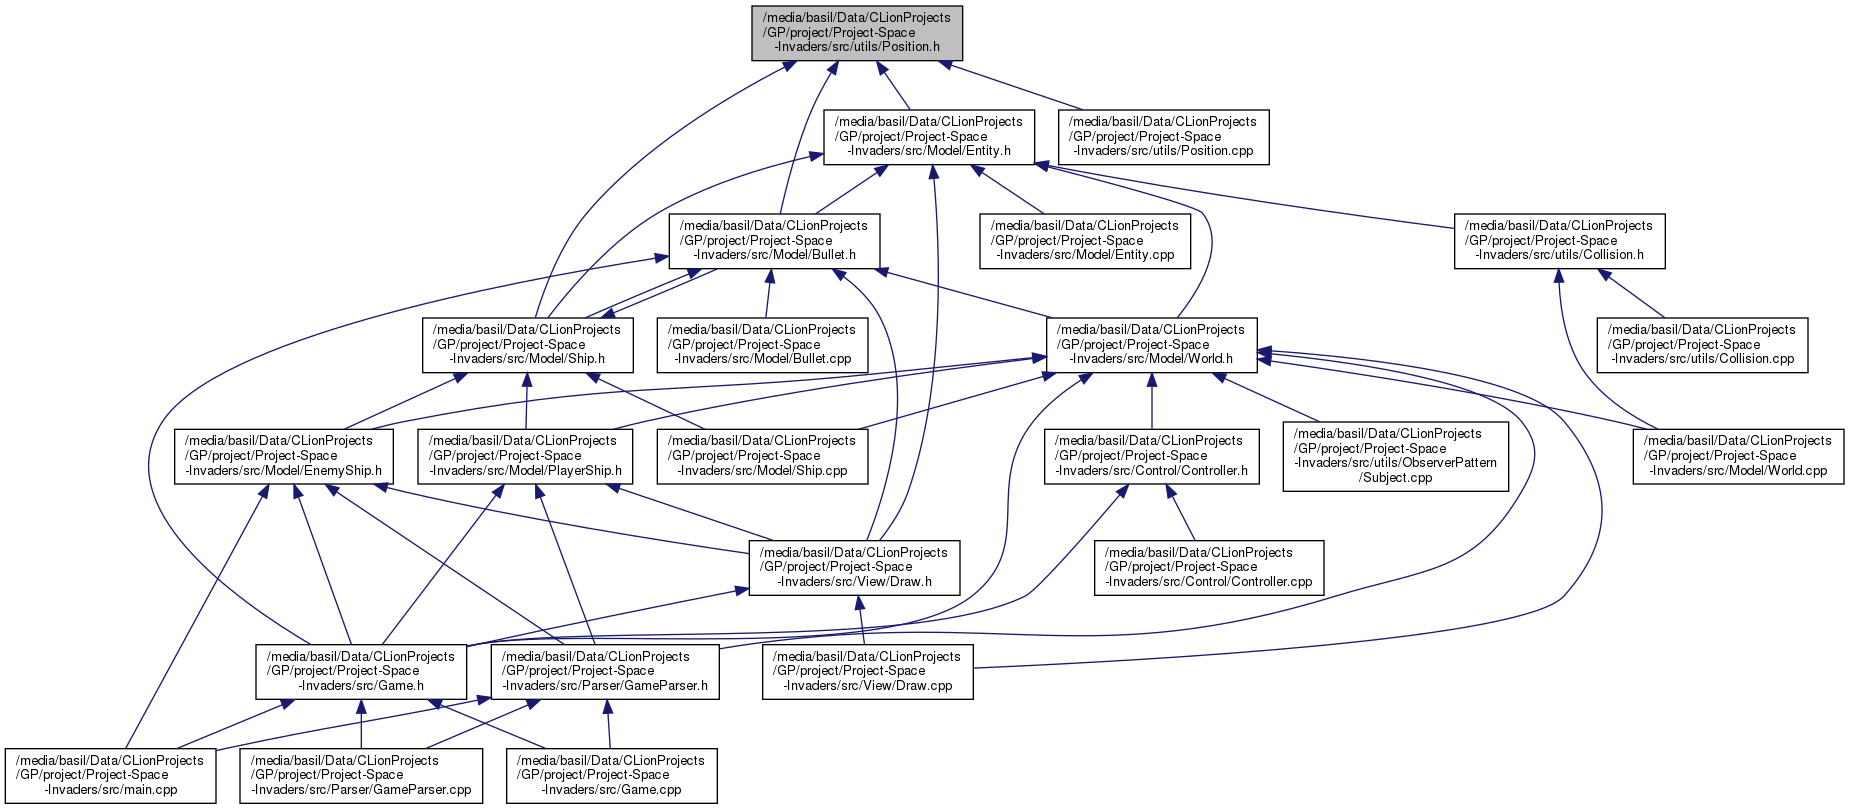 /media/basil/Data/CLionProjects
/GP/project/Project-Space
-Invaders/src/utils/Position.h
/media/basil/Data/CLionProjects
/GP/project/Project-Space
-Invaders/src/Model/Entity.h
/media/basil/Data/CLionProjects
/GP/project/Project-Space
-Invaders/src/utils/Position.cpp
/media/basil/Data/CLionProjects
/GP/project/Project-Space
-Invaders/src/Model/Bullet.h
/media/basil/Data/CLionProjects
/GP/project/Project-Space
-Invaders/src/Model/Entity.cpp
/media/basil/Data/CLionProjects
/GP/project/Project-Space
-Invaders/src/utils/Collision.h
/media/basil/Data/CLionProjects
/GP/project/Project-Space
-Invaders/src/Model/Ship.h
/media/basil/Data/CLionProjects
/GP/project/Project-Space
-Invaders/src/Model/Bullet.cpp
/media/basil/Data/CLionProjects
/GP/project/Project-Space
-Invaders/src/Model/World.h
/media/basil/Data/CLionProjects
/GP/project/Project-Space
-Invaders/src/utils/Collision.cpp
/media/basil/Data/CLionProjects
/GP/project/Project-Space
-Invaders/src/Model/EnemyShip.h
/media/basil/Data/CLionProjects
/GP/project/Project-Space
-Invaders/src/Model/PlayerShip.h
/media/basil/Data/CLionProjects
/GP/project/Project-Space
-Invaders/src/Model/Ship.cpp
/media/basil/Data/CLionProjects
/GP/project/Project-Space
-Invaders/src/Control/Controller.h
/media/basil/Data/CLionProjects
/GP/project/Project-Space
-Invaders/src/utils/ObserverPattern
/Subject.cpp
/media/basil/Data/CLionProjects
/GP/project/Project-Space
-Invaders/src/Model/World.cpp
/media/basil/Data/CLionProjects
/GP/project/Project-Space
-Invaders/src/View/Draw.h
/media/basil/Data/CLionProjects
/GP/project/Project-Space
-Invaders/src/Control/Controller.cpp
/media/basil/Data/CLionProjects
/GP/project/Project-Space
-Invaders/src/Game.h
/media/basil/Data/CLionProjects
/GP/project/Project-Space
-Invaders/src/Parser/GameParser.h
/media/basil/Data/CLionProjects
/GP/project/Project-Space
-Invaders/src/View/Draw.cpp
/media/basil/Data/CLionProjects
/GP/project/Project-Space
-Invaders/src/main.cpp
/media/basil/Data/CLionProjects
/GP/project/Project-Space
-Invaders/src/Parser/GameParser.cpp
/media/basil/Data/CLionProjects
/GP/project/Project-Space
-Invaders/src/Game.cpp